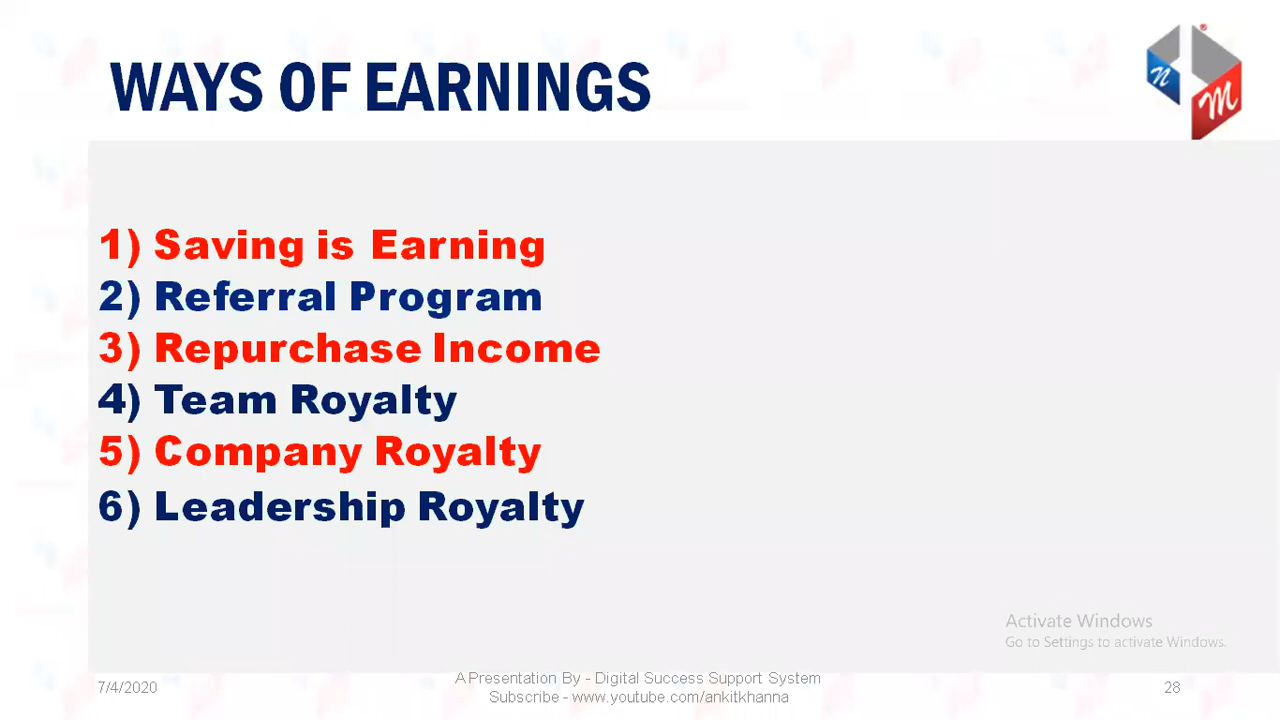 WAYS OF EARNINGS
®
n
m
1) Saving is Earning
2) Referral Program
3) Repurchase Income
4) Team Royalty
5) Company Royalty
6) Leadership Royalty
Activate Windows
Go to Settings to activate Windows.
7/4/2020
A Presentation By - Digital Success Support System
Subscribe - www.youtube.com/ankitkhanna
28